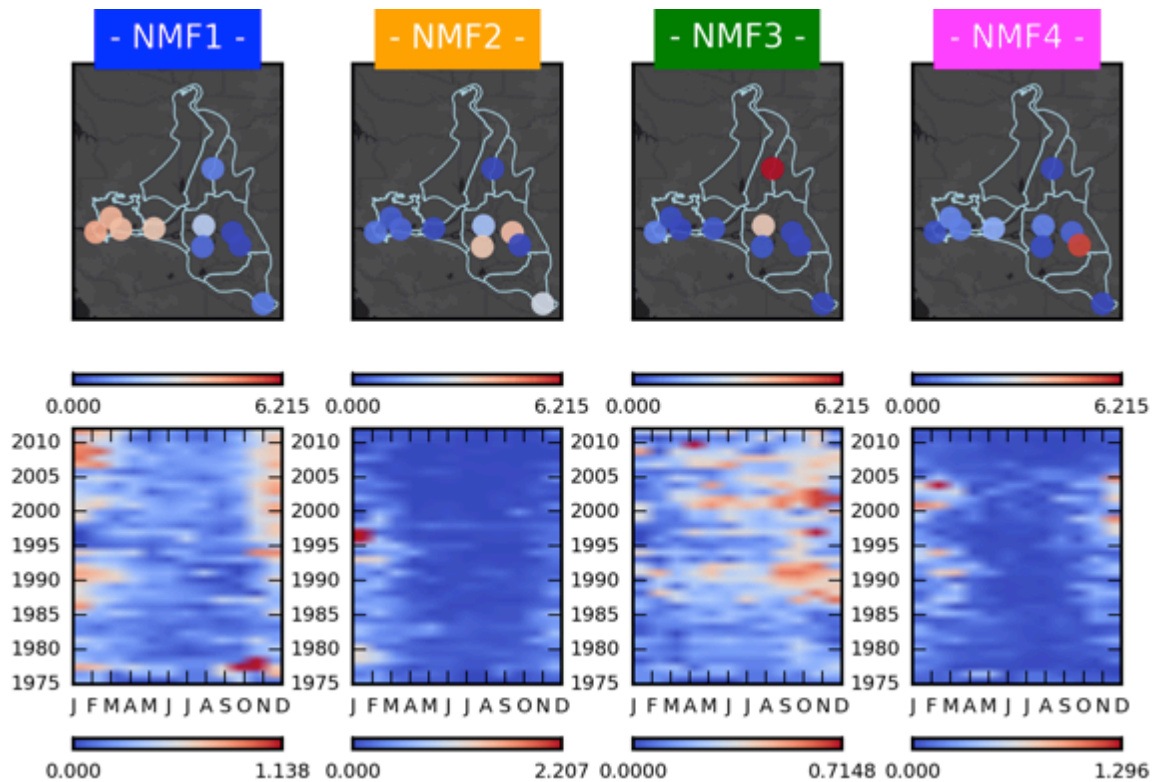 - NMF1 - - NMF2 - - NMF3 - - NMF4 -
0.000 6.215 0.000 6.215 0.000 6.215 0.000 6.215
2010 2010 2010 2010
2005 2005 2005 2005
2000 2000 2000 2000
1995 1995 1995 1995
1990 1990 1990 1990
1985 1985 1985 1985
1980 1980 1980 1980
1975 1975 1975 1975
J F M A M J J A S O N D J F M A M J J A S O N D J F M A M J J A S O N D J F M A M J J A S O N D
0.000 1.138 0.000 2.207 0.0000 0.7148 0.000 1.296